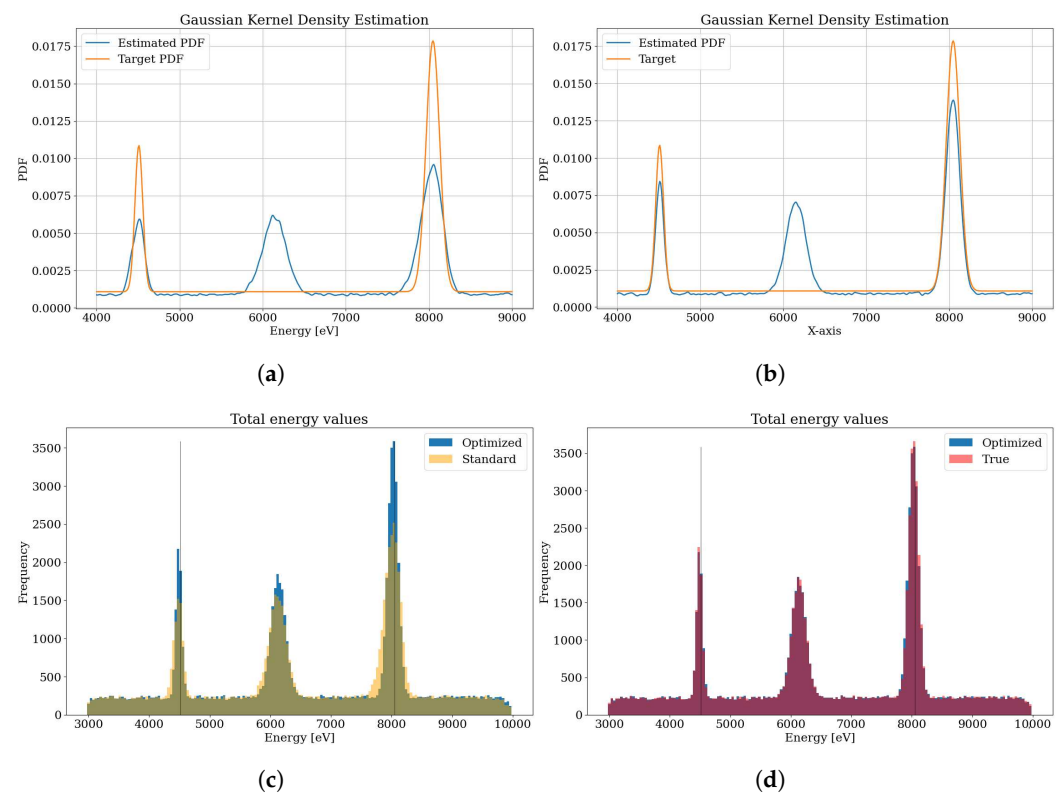 Gaussian Kernel Density Estimation
Estimated PDF
Target PDF
PDF
0.0175
0.0150
0.0125
0.0100
0.0075
0.0050
0.0025
0.0000
4000 5000 6000 7000 8000 9000
Energy [eV]
(a)
Gaussian Kernel Density Estimation
Estimated PDF
Target
PDF
0.0175
0.0150
0.0125
0.0100
0.0075
0.0050
0.0025
0.0000
4000 5000 6000 7000 8000 9000
X-axis
(b)
Total energy values
Optimized
Standard
Frequency
3500
3000
2500
2000
1500
1000
500
0
3000 4000 5000 6000 7000 8000 9000 10000
Energy [eV]
(c)
Total energy values
Optimized
True
Frequency
3500
3000
2500
2000
1500
1000
500
0
3000 4000 5000 6000 7000 8000 9000 10000
Energy [eV]
(d)